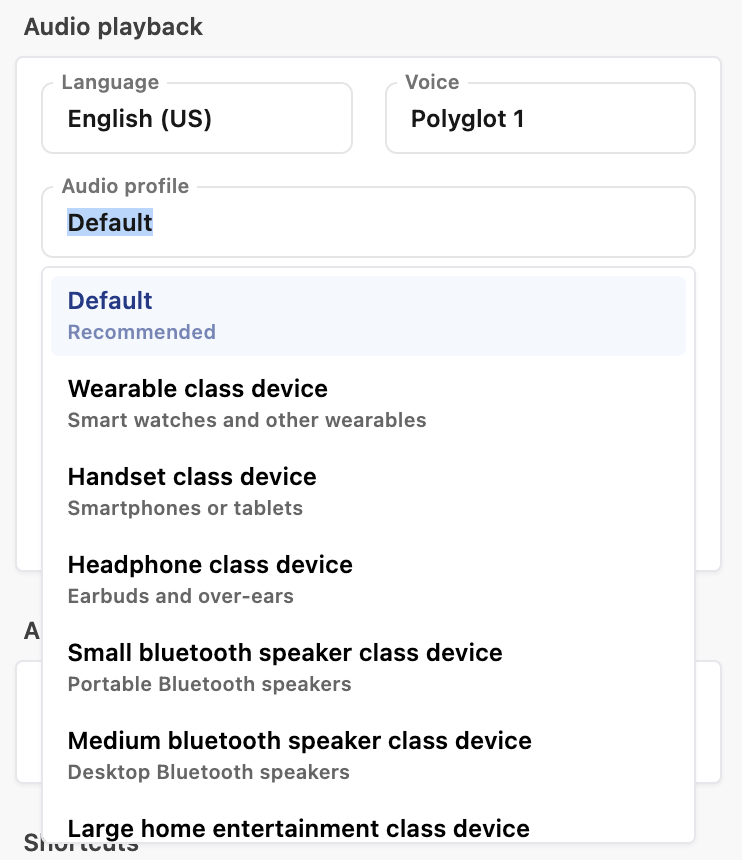 Audio playback
Language
English (US)
Voice
Polyglot 1
Audio profile
Default
Default
Recommended
Wearable class device
Smart watches and other wearables
Handset class device
Smartphones or tablets
Headphone class device
Earbuds and over-ears
A
Small bluetooth speaker class device
Portable Bluetooth speakers
Medium bluetooth speaker class device
Desktop Bluetooth speakers
Large home entertainment class device
Shortcuts